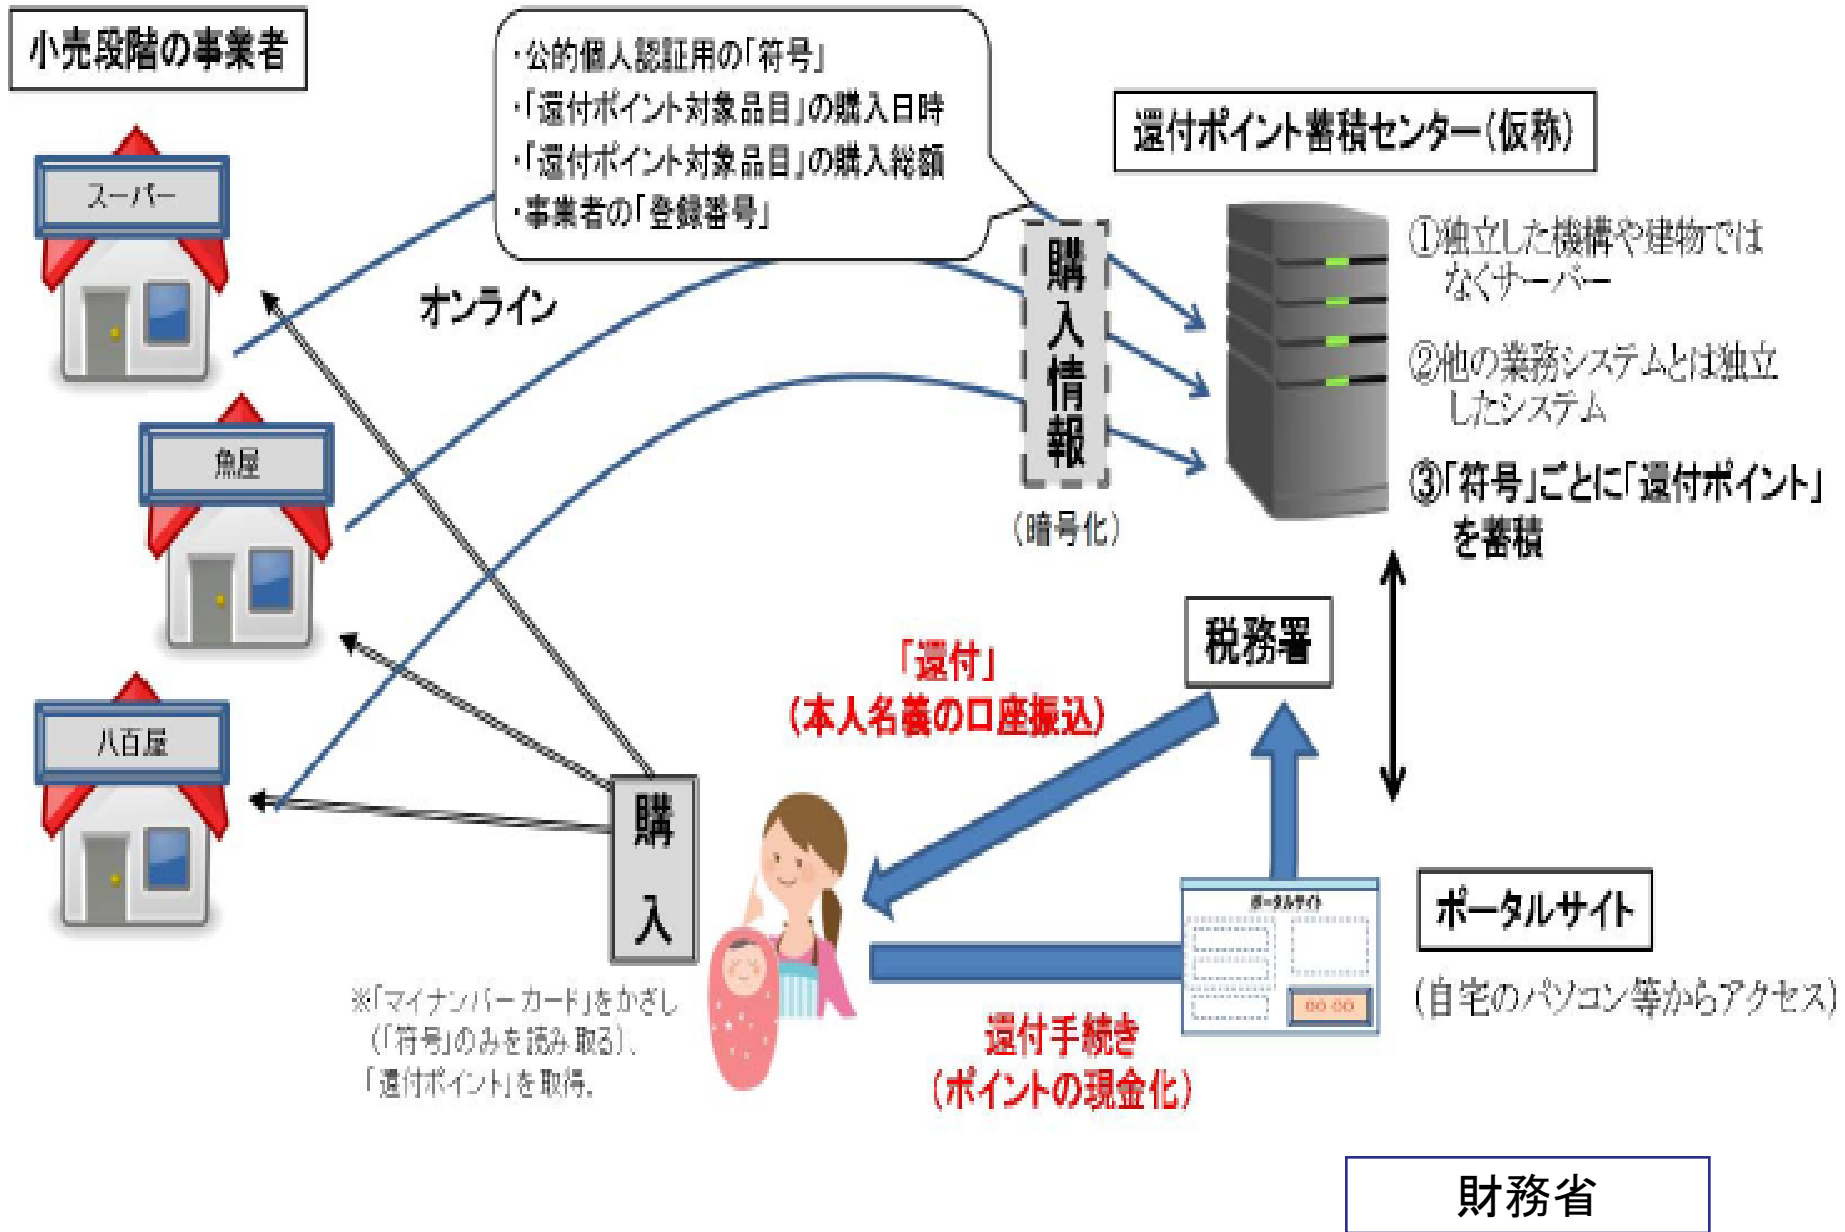 小売段階の事業者
・公的個人認証用の「符号」
・「還付ポイント対象品目」の購入日時
・「還付ポイント対象品目」の購入総額
・事業者の「登録番号」
還付ポイント蓄積センター(仮称)
スーパー
オンライン
購入情報
(暗号化)
①独立した機構や建物では
なくサーバー
②他の業務システムとは独立
したシステム
③「符号」ごとに「還付ポイント」
を蓄積
魚屋
八百屋
購入
「還付」
(本人名義の口座振込)
税務署
ポータルサイト
00.00
ポータルサイト
(自宅のパソコン等からアクセス)
※「マイナンバーカード」をかざし
(「符号」のみを読み取る)、
「還付ポイント」を取得。
還付手続き
(ポイントの現金化)
財務省